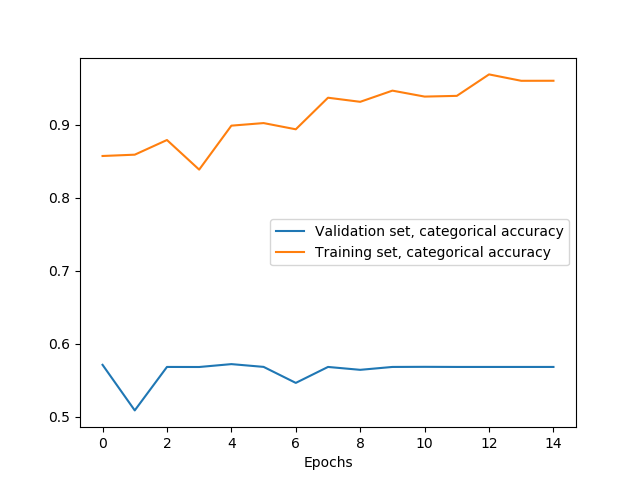 0.9
0.8
0.7
0.6
0.5
Validation set, categorical accuracy
Training set, categorical accuracy
0 2 4 6 8 10 12 14
Epochs